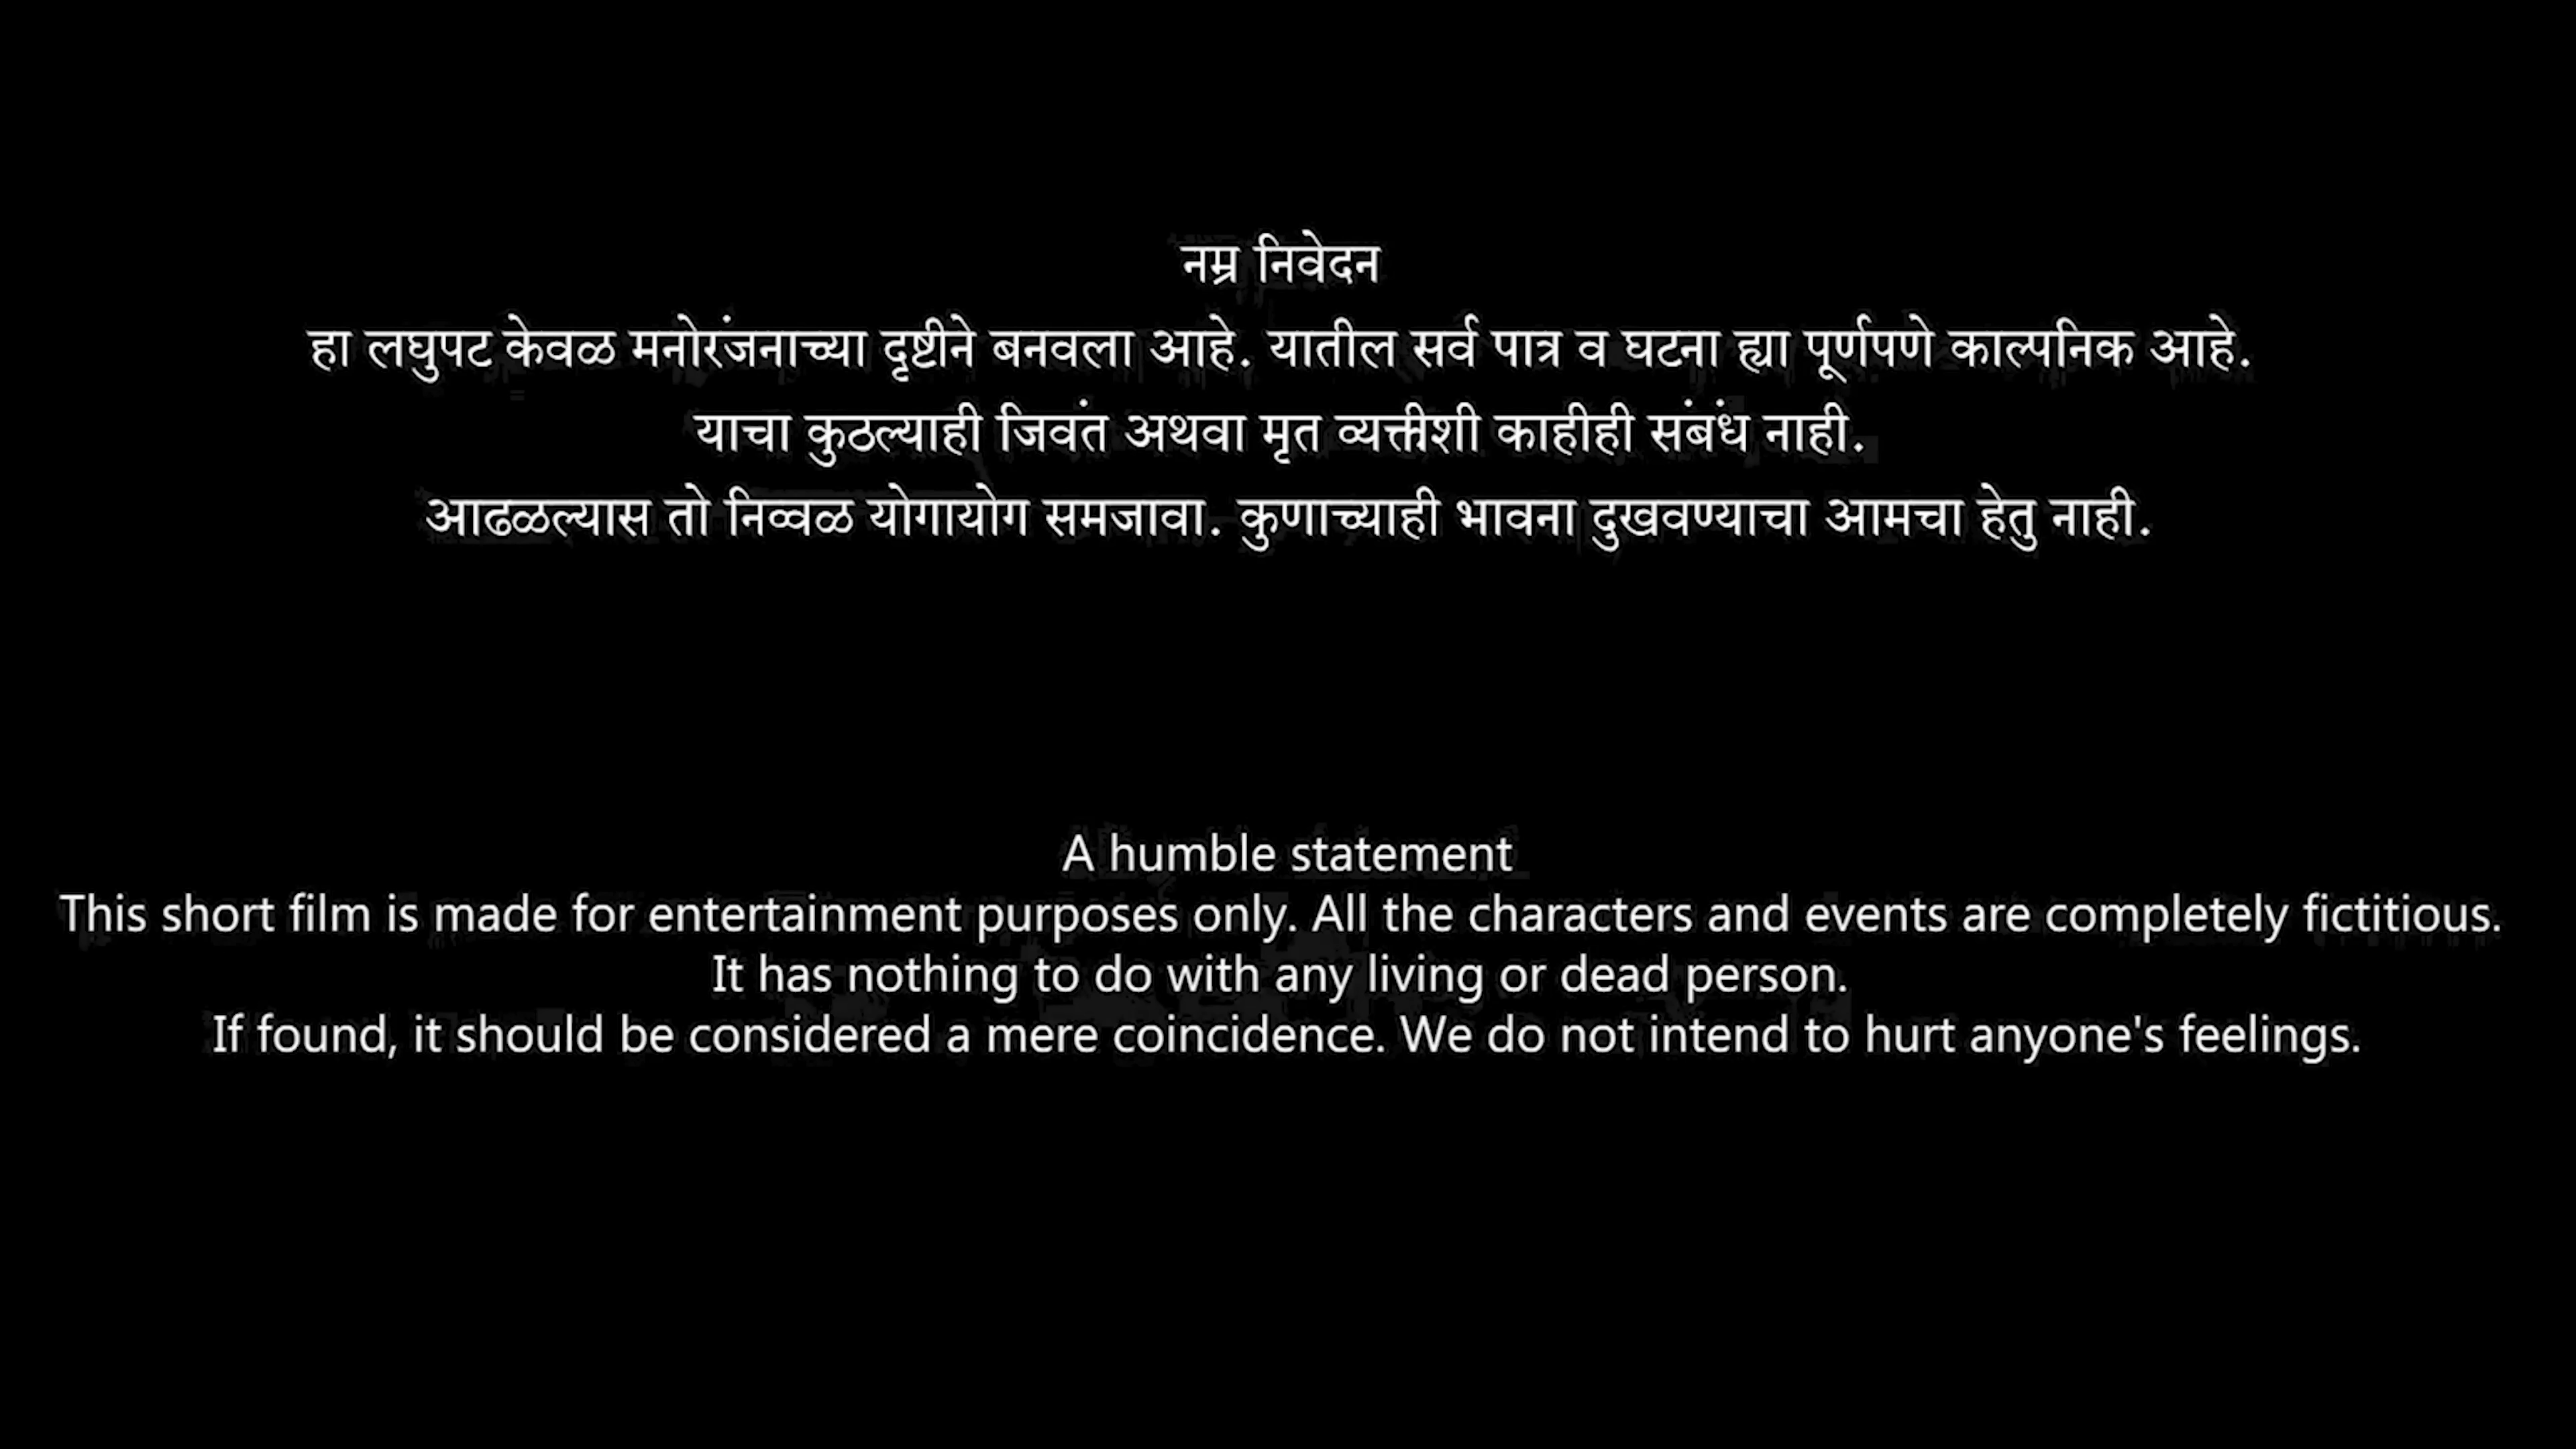 नम्र निवेदन
हा लघुपट केवळ मनोरंजनाच्या दृष्टीने बनवला आहे. यातील सर्व पात्र व घटना ह्या पूर्णपणे काल्पनिक आहे.
याचा कुठल्याही जिवंत अथवा मृत व्यक्तीशी काहीही संबंध नाही.
आढळल्यास तो निव्वळ योगायोग समजावा. कुणाच्याही भावना दुखवण्याचा आमचा हेतु नाही.
A humble statement
This short film is made for entertainment purposes only. All the characters and events are completely fictitious.
It has nothing to do with any living or dead person.
If found, it should be considered a mere coincidence. We do not intend to hurt anyone's feelings.